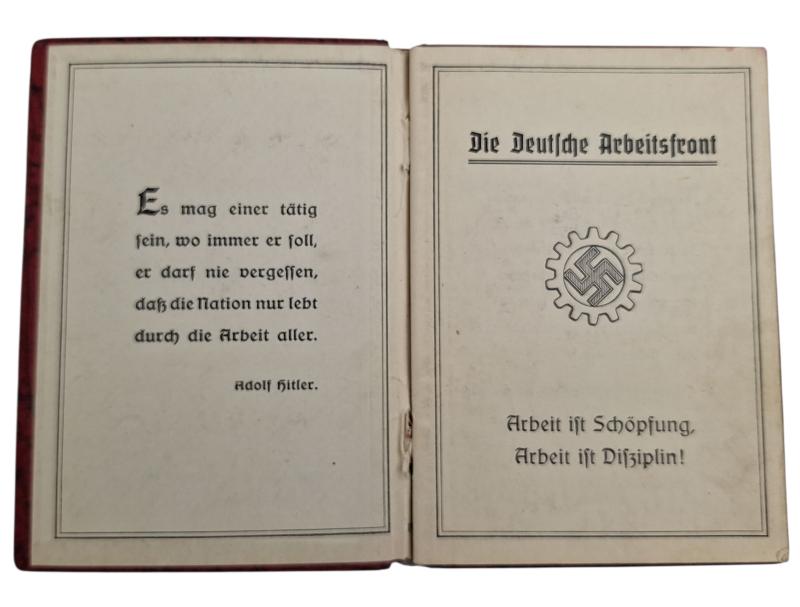 Es mag einer tätig
sein, wo immer er soll,
er darf nie vergessen,
daß die Nation nur lebt
durch die Arbeit aller.
Adolf Hitler.
Die Deutsche Arbeitsfront
Arbeit ist Schöpfung,
Arbeit ist Disziplin!